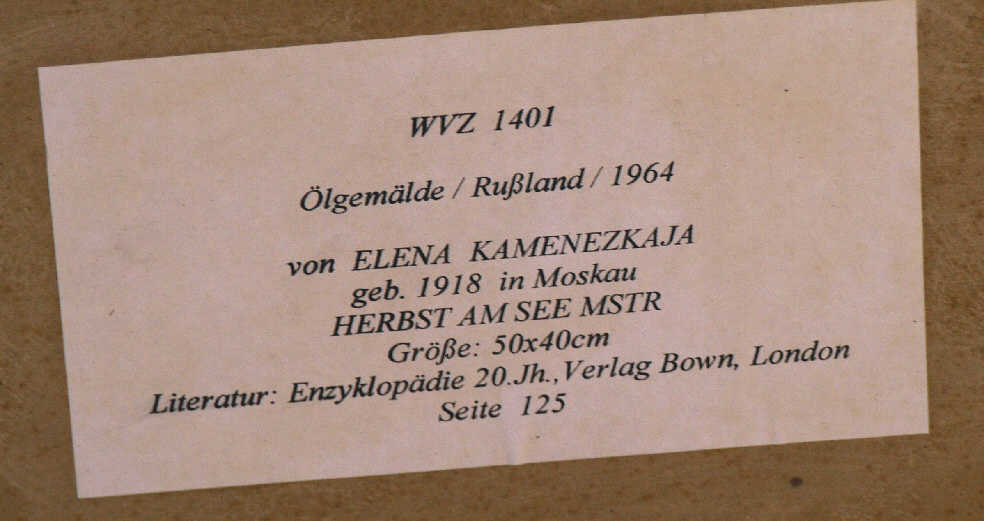 WVZ 1401
Ölgemälde / Rußland / 1964
von ELENA KAMENEZKAJA
geb. 1918 in Moskau
HERBST AM SEE MSTR
Größe: 50x40cm
Literatur: Enzyklopädie 20.Jh.,Verlag Bown, London
Seite 125